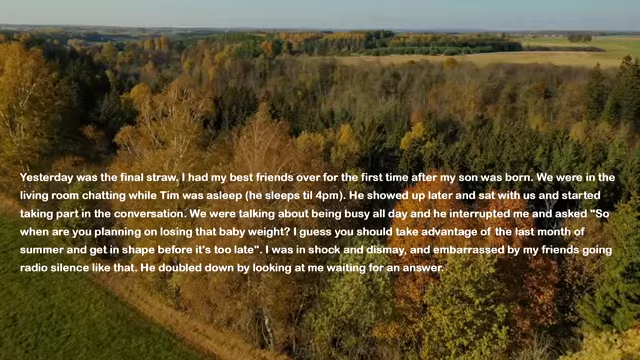 Yesterday was the final straw. I had my best friends over for the first time after my son was born. We were in the
living room chatting while Tim was asleep (he sleeps til 4pm). He showed up later and sat with us and started
taking part in the conversation. We were talking about being busy all day and he interrupted me and asked "So
when are you planning on losing that baby weight? I guess you should take advantage of the last month of
summer and get in shape before it's too late". I was in shock and dismay, and embarrassed by my friends going
radio silence like that. He doubled down by looking at me waiting for an answer.